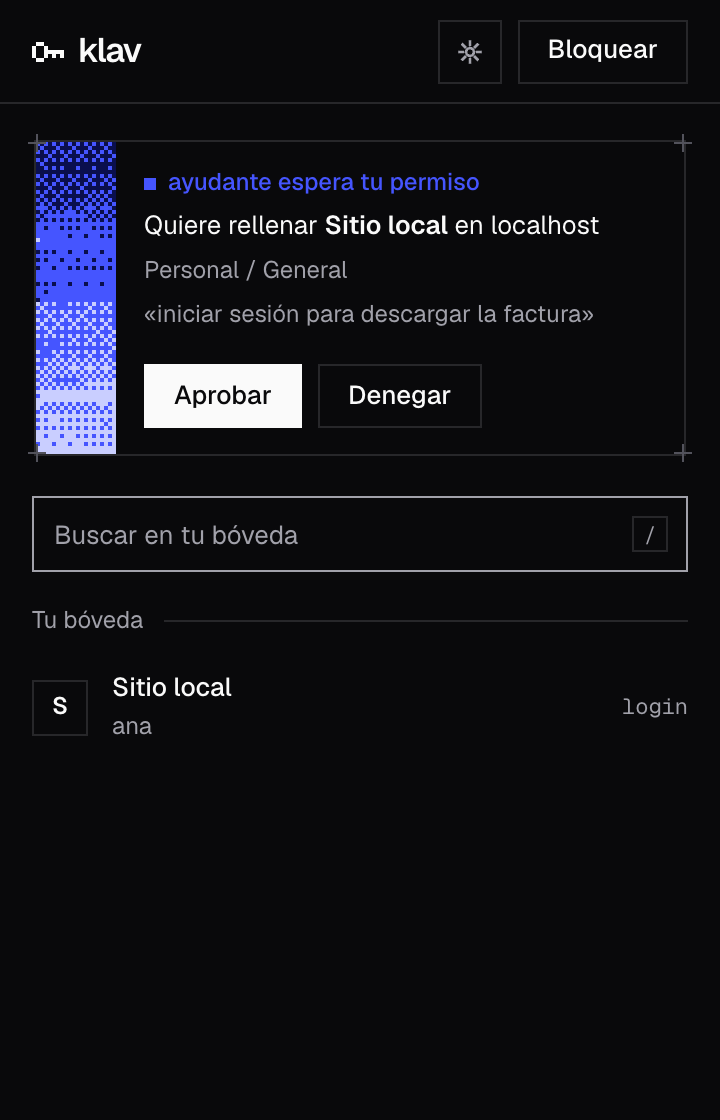 klav
Bloquear
ayudante espera tu permiso
Quiere rellenar Sitio local en localhost
Personal / General
«iniciar sesión para descargar la factura»
Aprobar
Denegar
Buscar en tu bóveda
/
Tu bóveda
S
Sitio local
ana
login